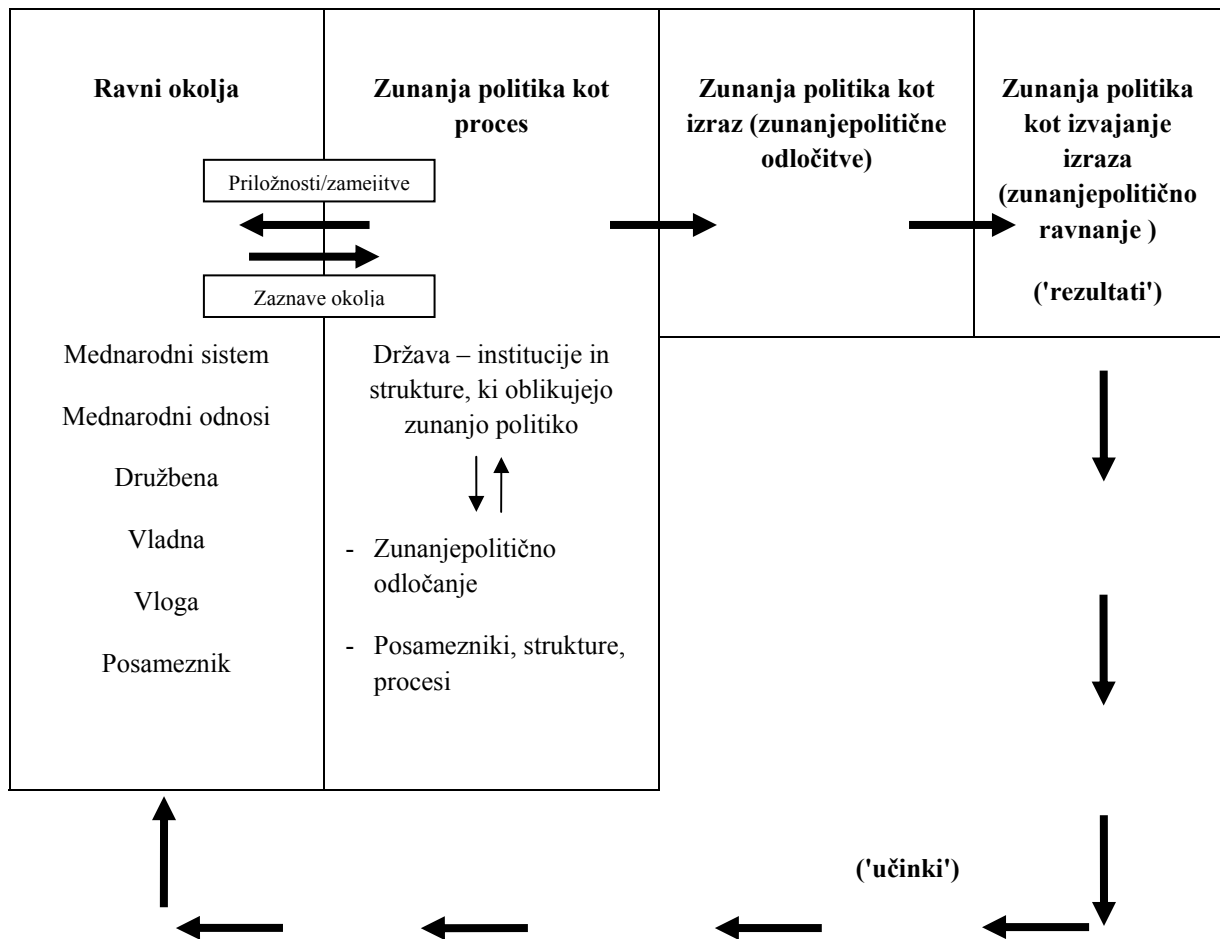 Ravni okolja
Zunanja politika kot
proces
Zunanja politika kot
izraz (zunanjepolitične
odločitve)
Zunanja politika
kot izvajanje
izraza
(zunanjepolitično
ravnanje )
('rezultati')
Priložnosti/zamejitve
Zaznave okolja
Mednarodni sistem
Mednarodni odnosi
Družbena
Vladna
Vloga
Posameznik
Država – institucije in
strukture, ki oblikujejo
zunanjo politiko
- Zunanjepolitično
odločanje
- Posamezniki, strukture,
procesi
('učinki')